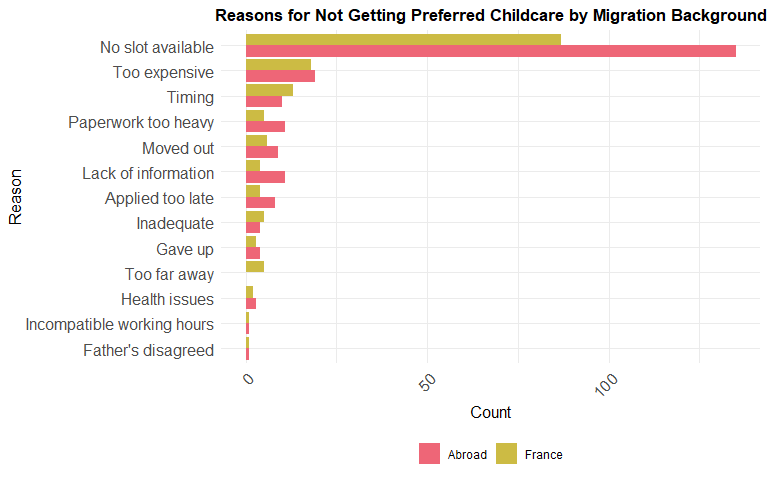 Reasons for Not Getting Preferred Childcare by Migration Background
Reason
No slot available
Too expensive
Timing
Paperwork too heavy
Moved out
Lack of information
Applied too late
Inadequate
Gave up
Too far away
Health issues
Incompatible working hours
Father's disagreed
0
50
100
Count
Abroad
France